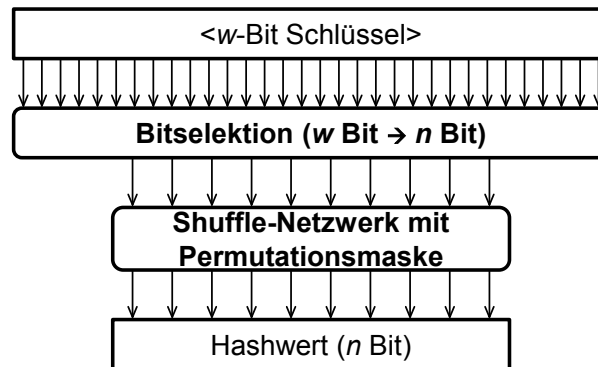 <w-Bit Schlüssel>
Bitselektion (w Bit → n Bit)
Shuffle-Netzwerk mit
Permutationsmaske
Hashwert (n Bit)